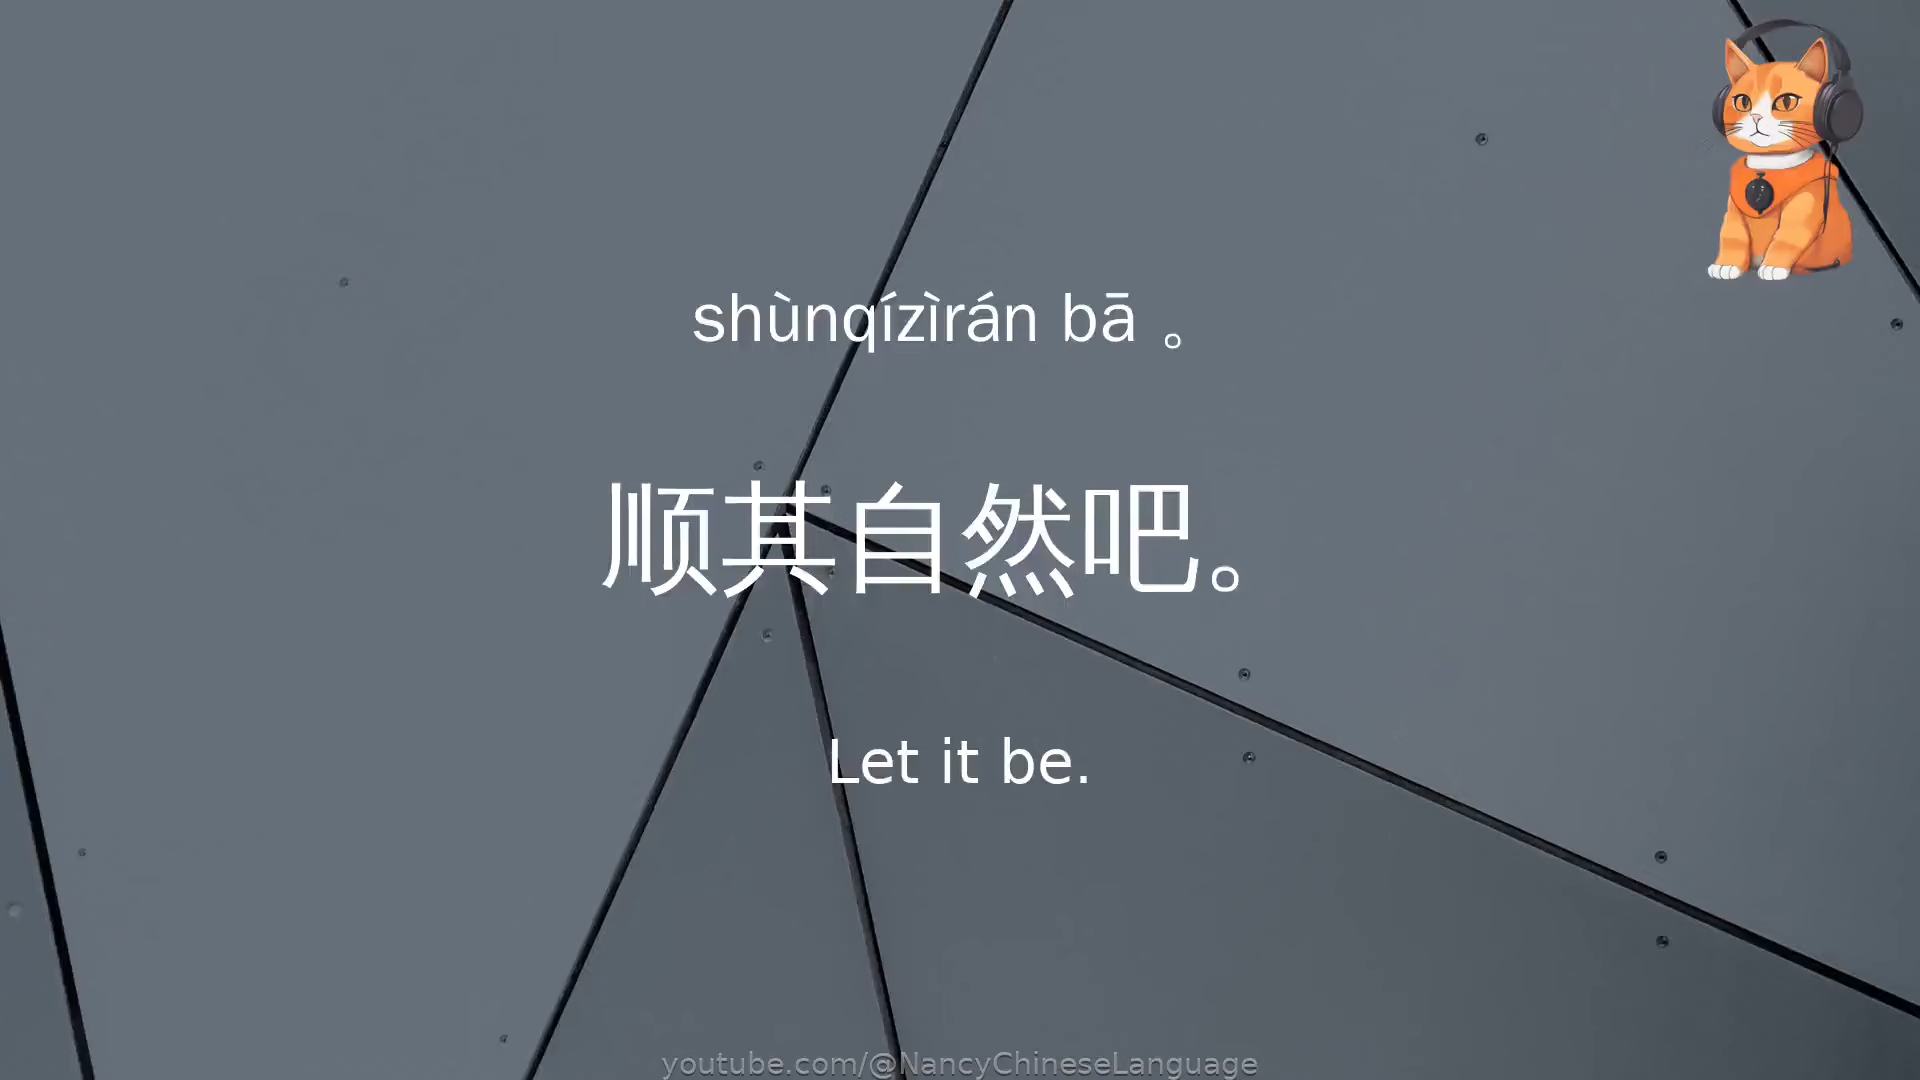 shùnqízìrán bā 。
顺其自然吧。
Let it be.
youtube.com/@NancyChineseLanguage